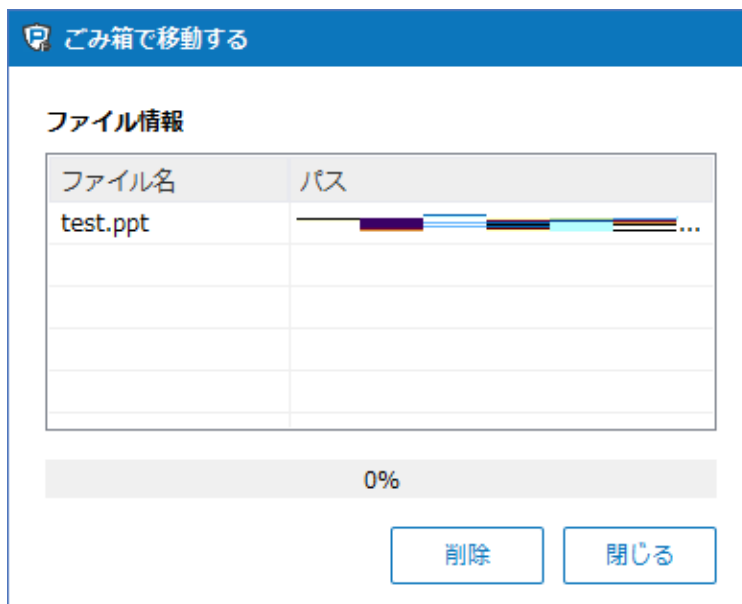 ごみ箱で移動する
ファイル情報
ファイル名 パス
test.ppt ...
0%
削除 閉じる